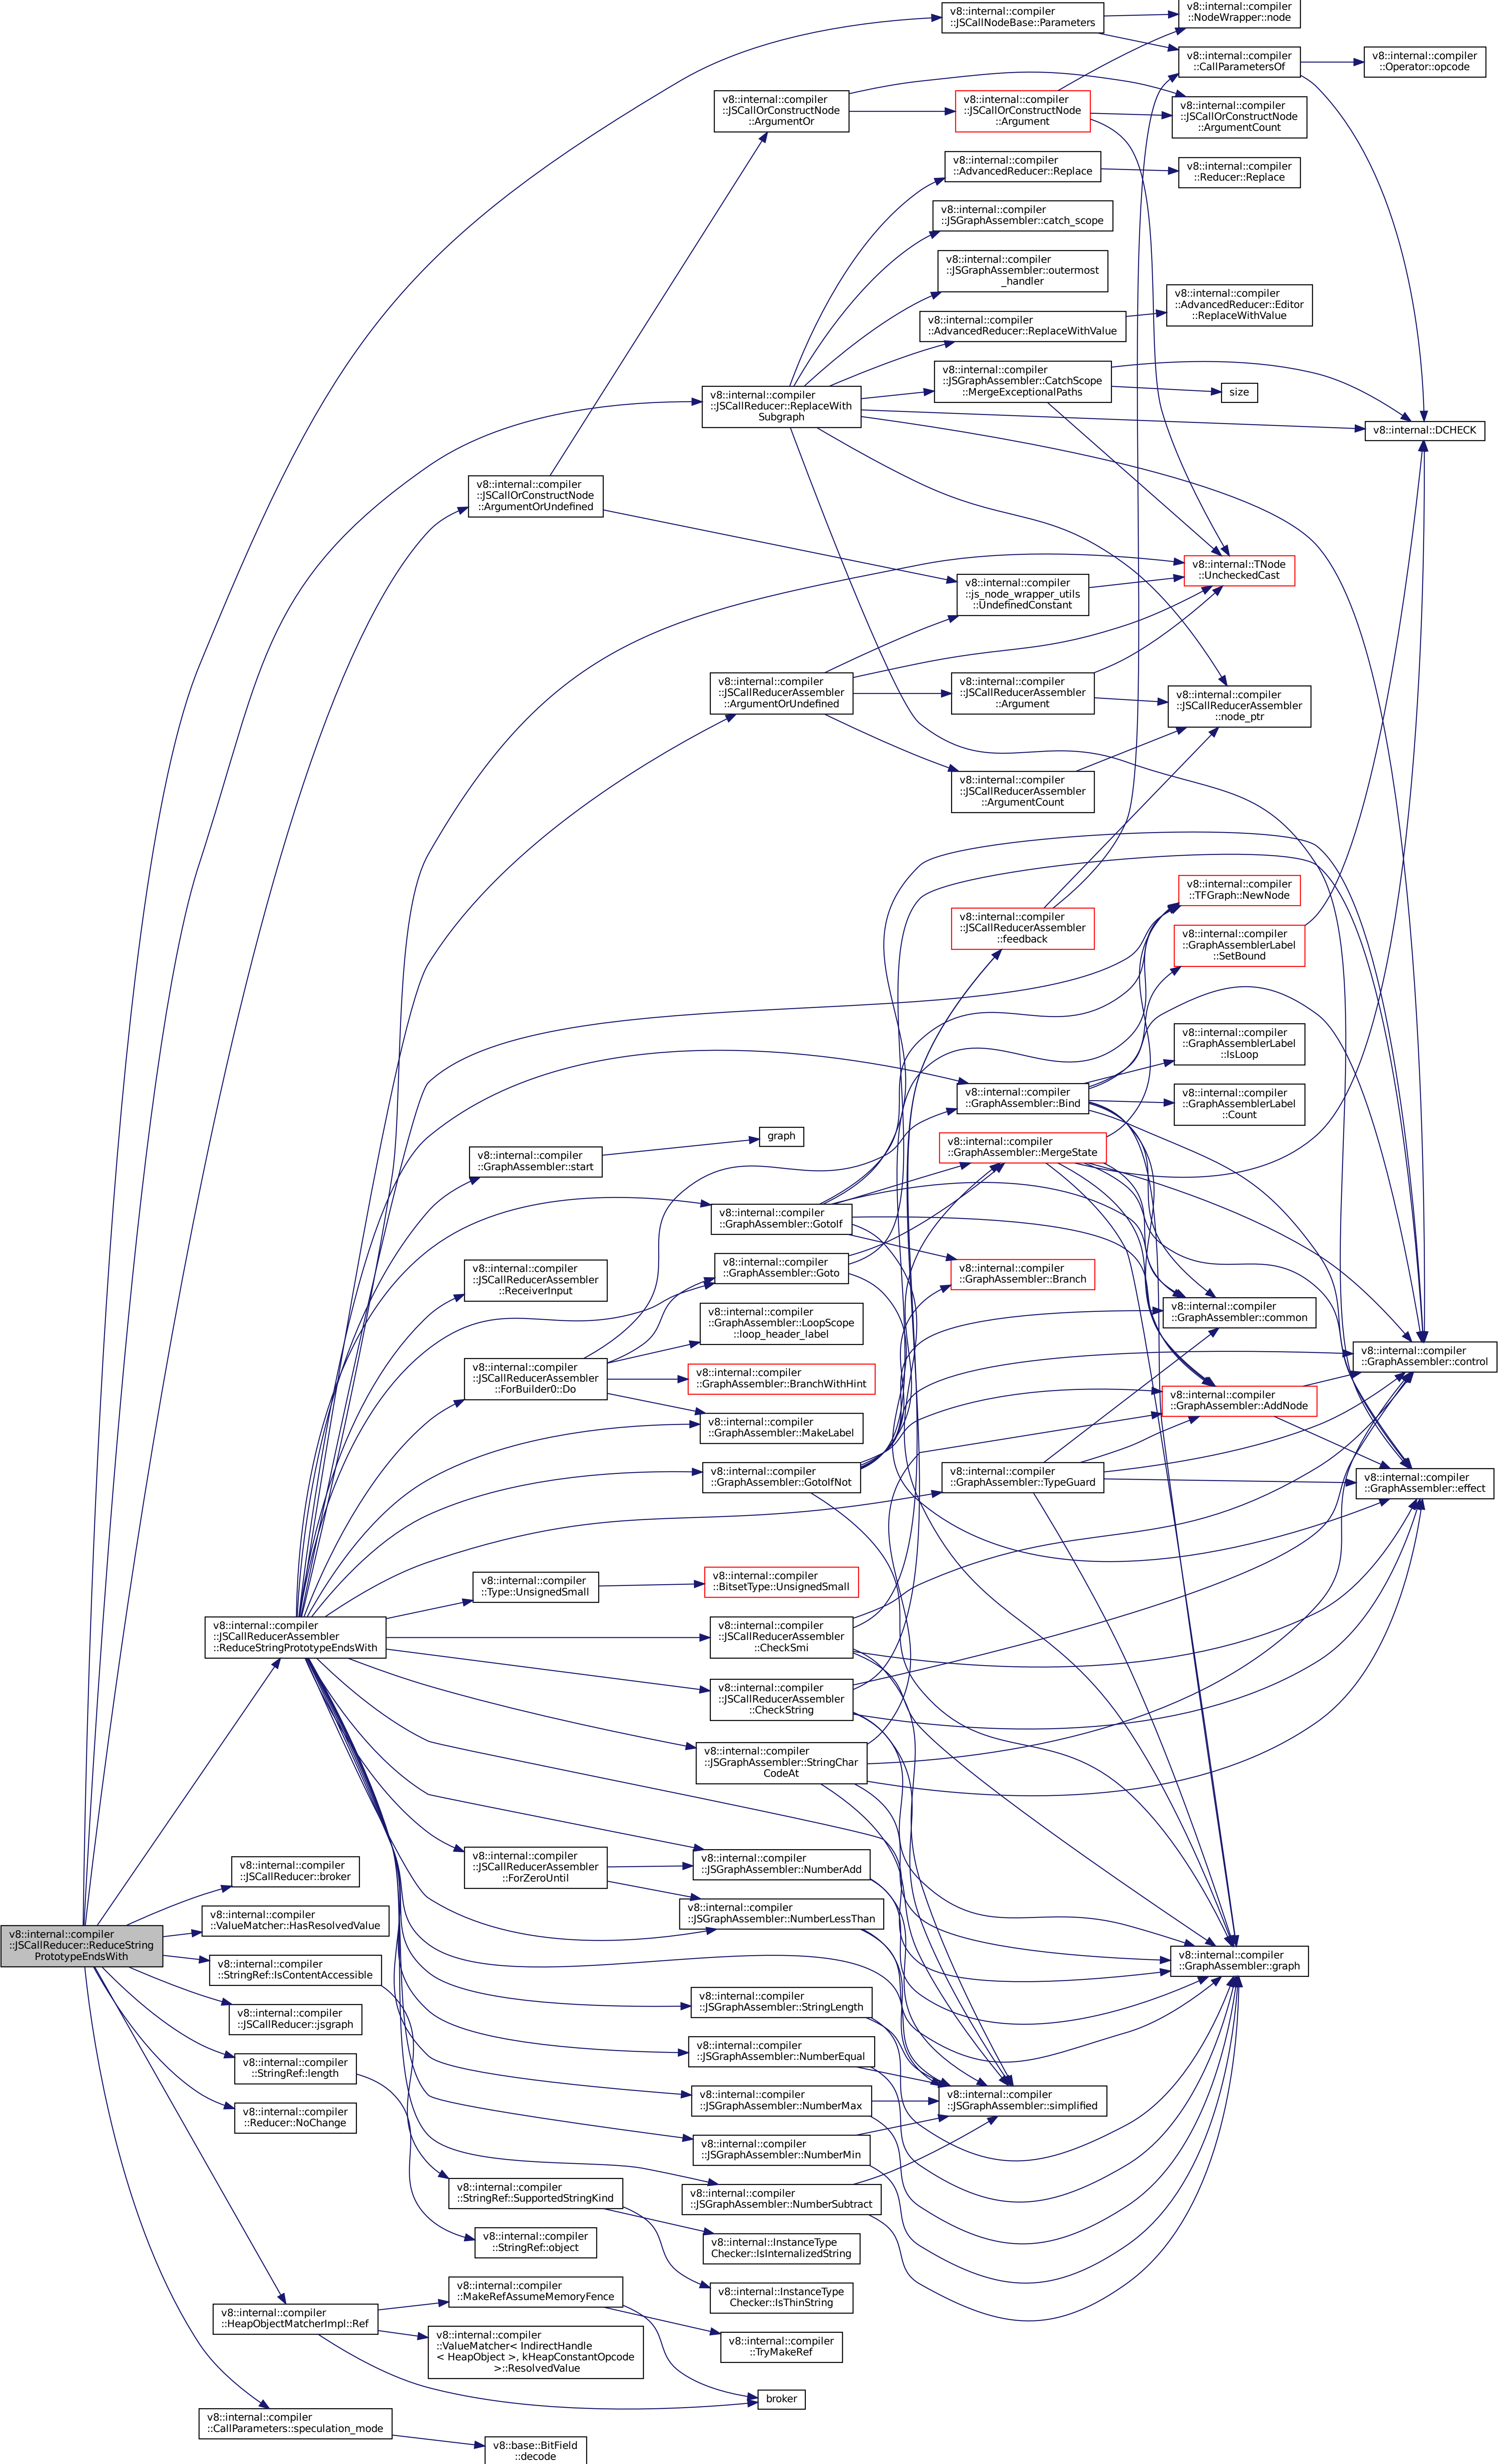 v8::internal::compiler
::JSCallReducer::ReduceString
PrototypeEndsWith
v8::internal::compiler
::JSCallNodeBase::Parameters
v8::internal::compiler
::NodeWrapper::node
v8::internal::compiler
::CallParametersOf
v8::internal::compiler
::Operator::opcode
v8::internal::compiler
::JSCallOrConstructNode
::ArgumentOr
v8::internal::compiler
::JSCallOrConstructNode
::Argument
v8::internal::compiler
::JSCallOrConstructNode
::ArgumentCount
v8::internal::compiler
::AdvancedReducer::Replace
v8::internal::compiler
::Reducer::Replace
v8::internal::compiler
::JSGraphAssembler::catch_scope
v8::internal::compiler
::JSGraphAssembler::outermost
_handler
v8::internal::compiler
::AdvancedReducer::ReplaceWithValue
v8::internal::compiler
::AdvancedReducer::Editor
::ReplaceWithValue
v8::internal::compiler
::JSCallReducer::ReplaceWith
Subgraph
v8::internal::compiler
::JSGraphAssembler::CatchScope
::MergeExceptionalPaths
size
v8::internal::DCHECK
v8::internal::compiler
::JSCallOrConstructNode
::ArgumentOrUndefined
v8::internal::TNode
::UncheckedCast
v8::internal::compiler
::js_node_wrapper_utils
::UndefinedConstant
v8::internal::compiler
::JSCallReducerAssembler
::ArgumentOrUndefined
v8::internal::compiler
::JSCallReducerAssembler
::Argument
v8::internal::compiler
::JSCallReducerAssembler
::node_ptr
v8::internal::compiler
::JSCallReducerAssembler
::ArgumentCount
v8::internal::compiler
::JSCallReducerAssembler
::feedback
v8::internal::compiler
::TFGraph::NewNode
v8::internal::compiler
::GraphAssemblerLabel
::SetBound
v8::internal::compiler
::GraphAssemblerLabel
::IsLoop
v8::internal::compiler
::GraphAssembler::Bind
v8::internal::compiler
::GraphAssemblerLabel
::Count
graph
v8::internal::compiler
::GraphAssembler::start
v8::internal::compiler
::GraphAssembler::MergeState
v8::internal::compiler
::GraphAssembler::GotoIf
v8::internal::compiler
::GraphAssembler::Goto
v8::internal::compiler
::GraphAssembler::Branch
v8::internal::compiler
::JSCallReducerAssembler
::ReceiverInput
v8::internal::compiler
::GraphAssembler::LoopScope
::loop_header_label
v8::internal::compiler
::GraphAssembler::common
v8::internal::compiler
::GraphAssembler::control
v8::internal::compiler
::JSCallReducerAssembler
::ForBuilder0::Do
v8::internal::compiler
::GraphAssembler::BranchWithHint
v8::internal::compiler
::GraphAssembler::AddNode
v8::internal::compiler
::GraphAssembler::MakeLabel
v8::internal::compiler
::GraphAssembler::GotoIfNot
v8::internal::compiler
::GraphAssembler::TypeGuard
v8::internal::compiler
::GraphAssembler::effect
v8::internal::compiler
::Type::UnsignedSmall
v8::internal::compiler
::BitsetType::UnsignedSmall
v8::internal::compiler
::JSCallReducerAssembler
::ReduceStringPrototypeEndsWith
v8::internal::compiler
::JSCallReducerAssembler
::CheckSmi
v8::internal::compiler
::JSCallReducerAssembler
::CheckString
v8::internal::compiler
::JSGraphAssembler::StringChar
CodeAt
v8::internal::compiler
::JSCallReducer::broker
v8::internal::compiler
::JSCallReducerAssembler
::ForZeroUntil
v8::internal::compiler
::JSGraphAssembler::NumberAdd
v8::internal::compiler
::ValueMatcher::HasResolvedValue
v8::internal::compiler
::JSGraphAssembler::NumberLessThan
v8::internal::compiler
::StringRef::IsContentAccessible
v8::internal::compiler
::GraphAssembler::graph
v8::internal::compiler
::JSCallReducer::jsgraph
v8::internal::compiler
::JSGraphAssembler::StringLength
v8::internal::compiler
::StringRef::length
v8::internal::compiler
::JSGraphAssembler::NumberEqual
v8::internal::compiler
::Reducer::NoChange
v8::internal::compiler
::JSGraphAssembler::NumberMax
v8::internal::compiler
::JSGraphAssembler::simplified
v8::internal::compiler
::JSGraphAssembler::NumberMin
v8::internal::compiler
::StringRef::SupportedStringKind
v8::internal::compiler
::JSGraphAssembler::NumberSubtract
v8::internal::compiler
::StringRef::object
v8::internal::InstanceType
Checker::IsInternalizedString
v8::internal::InstanceType
Checker::IsThinString
v8::internal::compiler
::HeapObjectMatcherImpl::Ref
v8::internal::compiler
::MakeRefAssumeMemoryFence
v8::internal::compiler
::ValueMatcher< IndirectHandle
< HeapObject >, kHeapConstantOpcode
>::ResolvedValue
v8::internal::compiler
::TryMakeRef
broker
v8::internal::compiler
::CallParameters::speculation_mode
v8::base::BitField
::decode